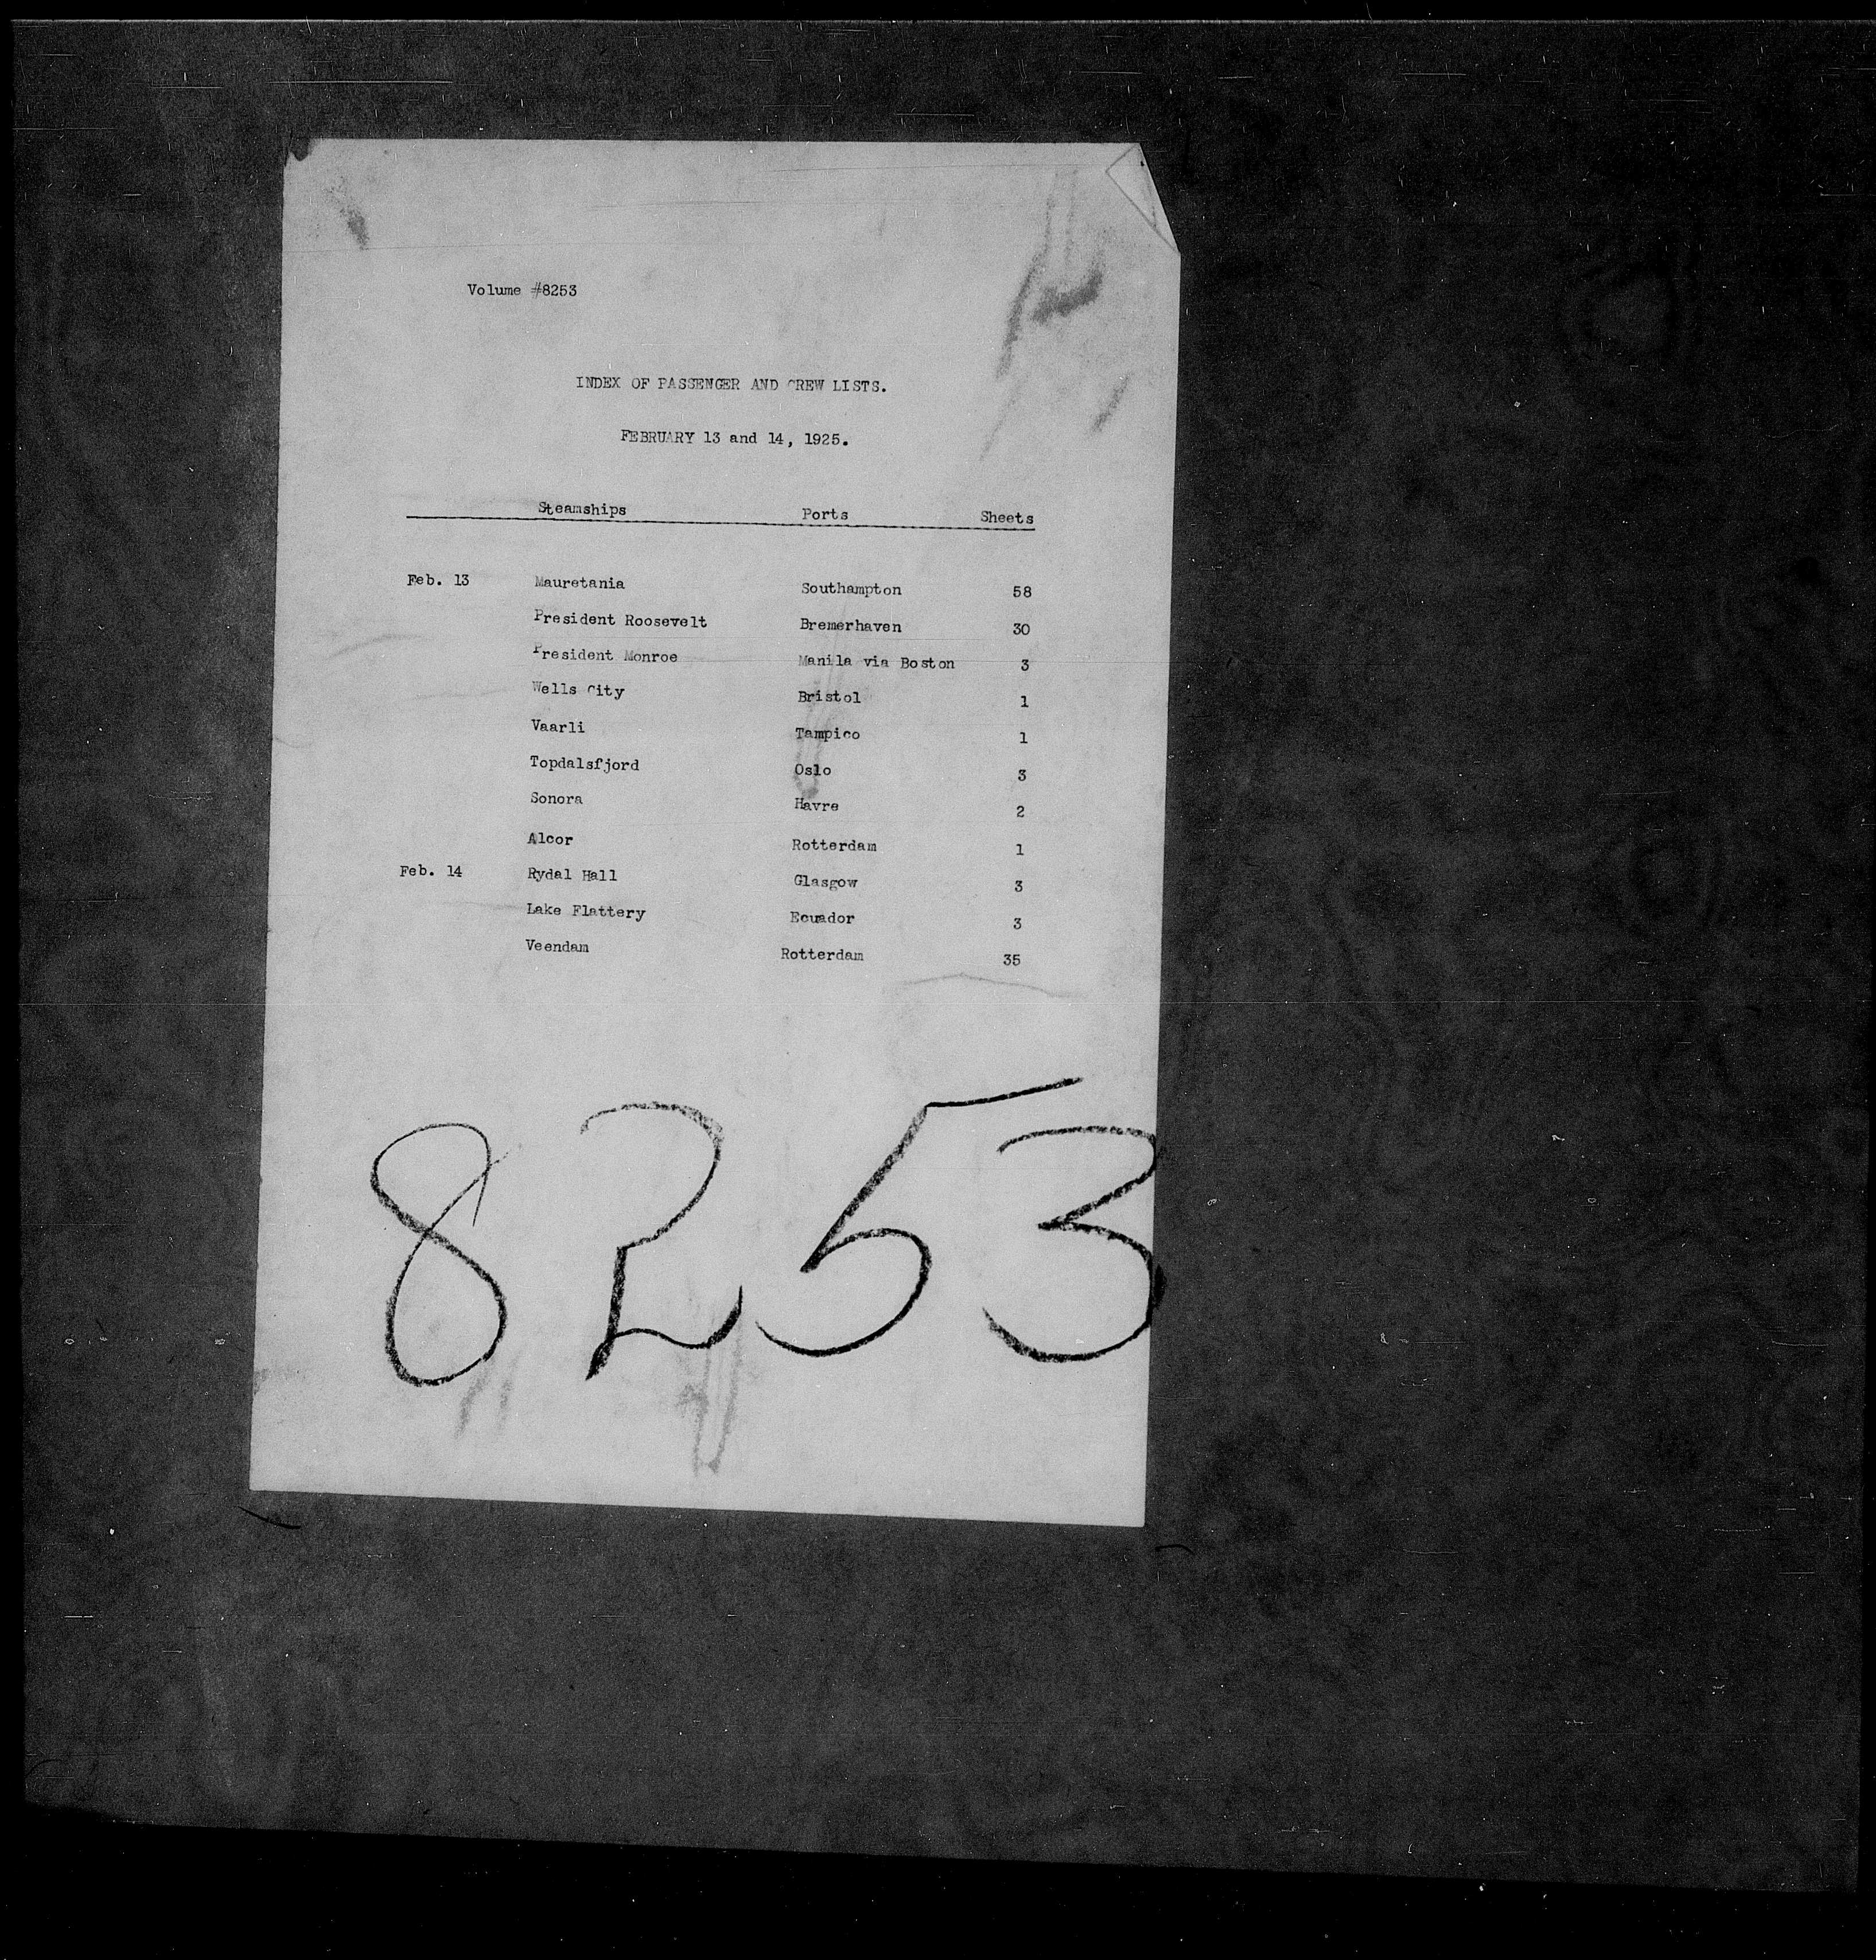 Volume #8253
INDEX OF PASSENGER AND CREW LISTS.
FEBRUARY 13 and 14, 1925.
Steamships Ports Sheets
Feb. 13 Mauretania Southampton 58
President Roosevelt Bremerhaven 30
President Monroe Manila via Boston 3
Wells City Bristol 1
Vaarli Tampico 1
Topdalsfjord Oslo 3
Sonora Havre 2
Alcor Rotterdam 1
Feb. 14 Rydal Hall Glasgow 3
Lake Flattery Ecuador 3
Veendam Rotterdam 35
8253